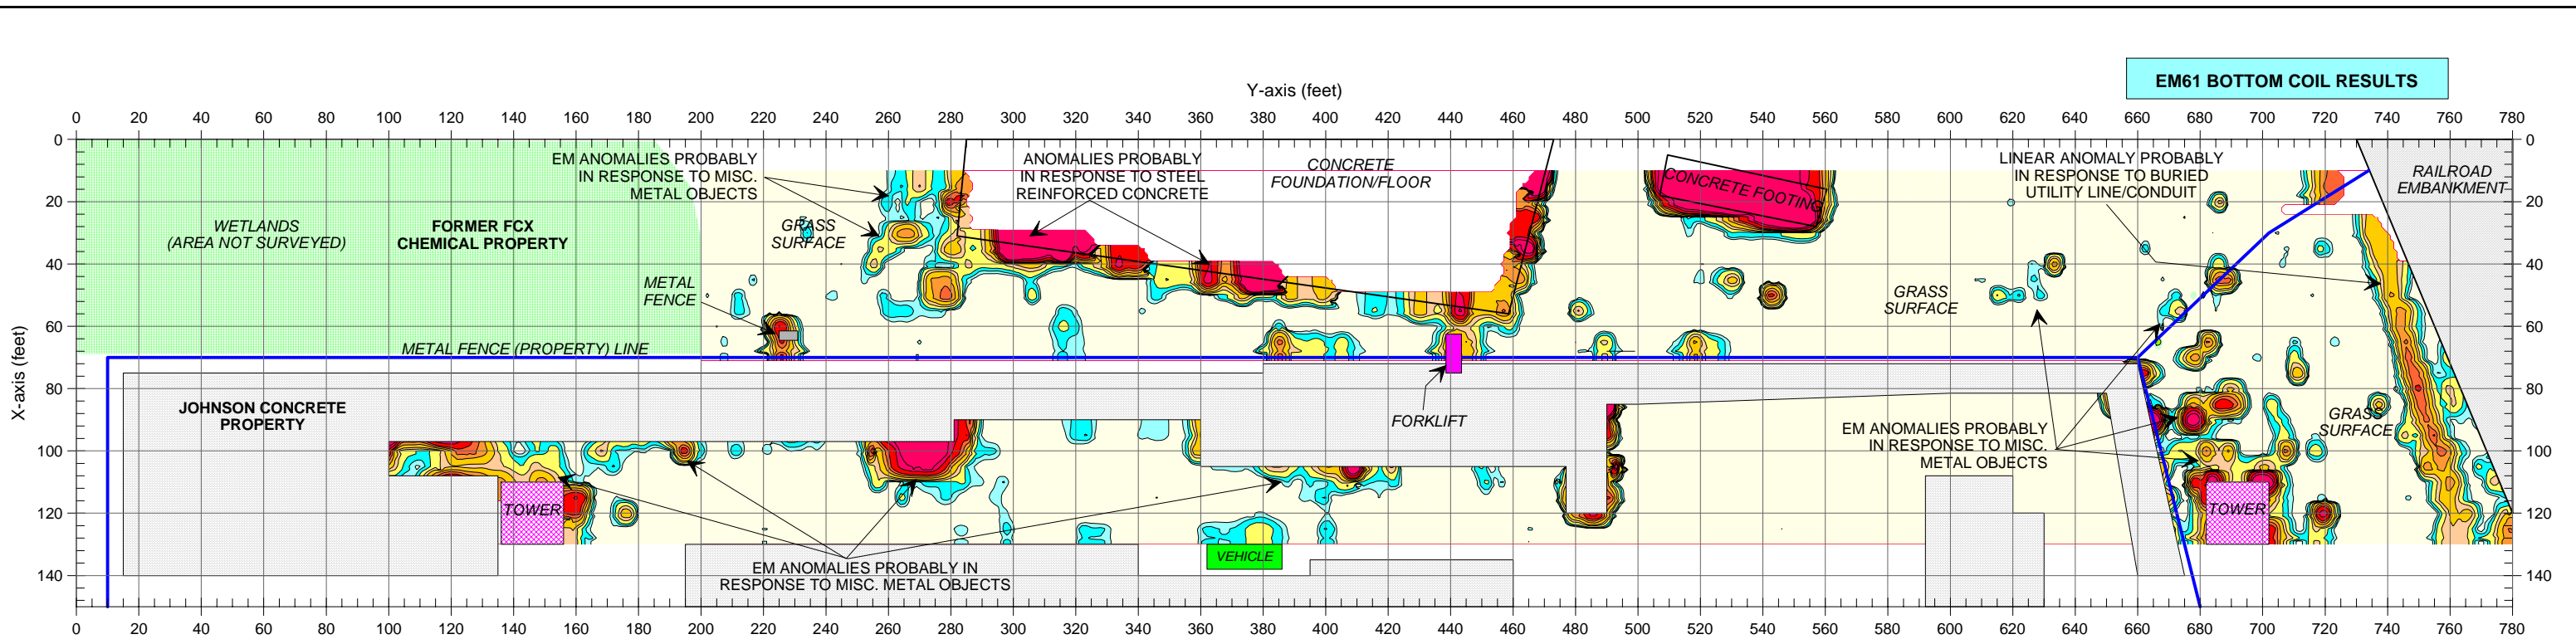 EM61 BOTTOM COIL RESULTS
Y-axis (feet)
0 20 40 60 80 100 120 140 160 180 200 220 240 260 280 300 320 340 360 380 400 420 440 460 480 500 520 540 560 580 600 620 640 660 680 700 720 740 760 780
X-axis (feet)
0
20
40
60
80
100
120
140
WETLANDS
(AREA NOT SURVEYED)
FORMER FCX
CHEMICAL PROPERTY
EM ANOMALIES PROBABLY
IN RESPONSE TO MISC.
METAL OBJECTS
GRASS
SURFACE
METAL
FENCE
METAL FENCE (PROPERTY) LINE
ANOMALIES PROBABLY
IN RESPONSE TO STEEL
REINFORCED CONCRETE
CONCRETE
FOUNDATION/FLOOR
CONCRETE FOOTING
LINEAR ANOMALY PROBABLY
IN RESPONSE TO BURIED
UTILITY LINE/CONDUIT
RAILROAD
EMBANKMENT
GRASS
SURFACE
JOHNSON CONCRETE
PROPERTY
FORKLIFT
EM ANOMALIES PROBABLY
IN RESPONSE TO MISC.
METAL OBJECTS
GRASS
SURFACE
TOWER
TOWER
VEHICLE
EM ANOMALIES PROBABLY IN
RESPONSE TO MISC. METAL OBJECTS
0
20
40
60
80
100
120
140
0 20 40 60 80 100 120 140 160 180 200 220 240 260 280 300 320 340 360 380 400 420 440 460 480 500 520 540 560 580 600 620 640 660 680 700 720 740 760 780